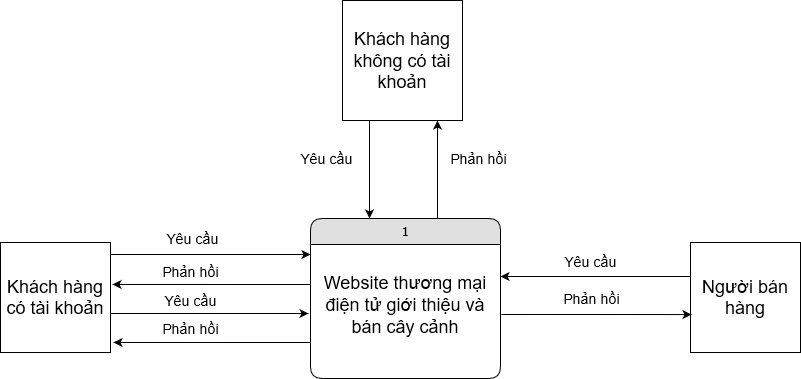 Khách hàng
không có tài
khoản
Yêu cầu
Phản hồi
1
Website thương mại
điện tử giới thiệu và
bán cây cảnh
Khách hàng
có tài khoản
Yêu cầu
Phản hồi
Yêu cầu
Phản hồi
Yêu cầu
Phản hồi
Người bán
hàng